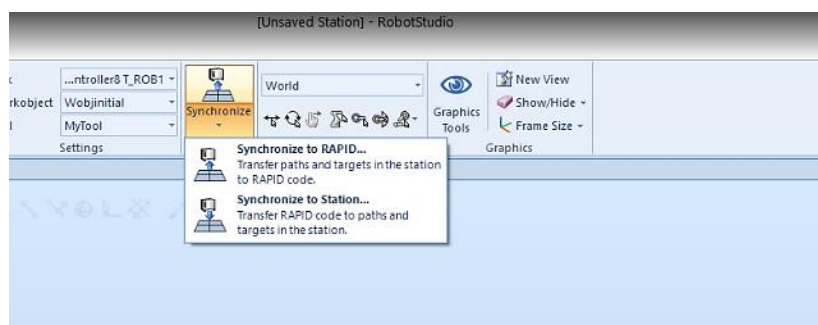 [Unsaved Station] - RobotStudio
...ntroller8 T_ROB1
rkobject Wobjinitial
MyTool
Settings
Synchronize
World
Graphics
Tools
New View
Show/Hide
Frame Size
Graphics
Synchronize to RAPID...
Transfer paths and targets in the station
to RAPID code.
Synchronize to Station...
Transfer RAPID code to paths and
targets in the station.